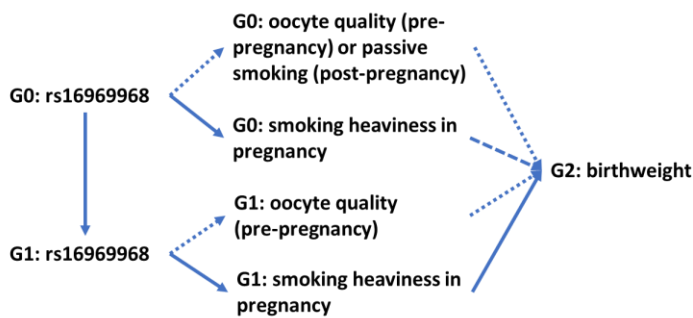 G0: oocyte quality (pre-
pregnancy) or passive
smoking (post-pregnancy)
G0: rs16969968
G0: smoking heaviness in
pregnancy
G2: birthweight
G1: oocyte quality
(pre-pregnancy)
G1: rs16969968
G1: smoking heaviness in
pregnancy